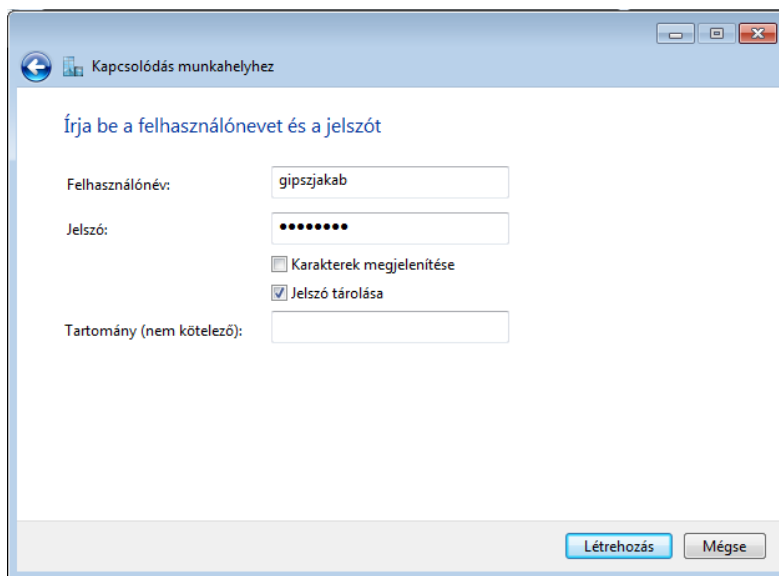 Kapcsolódás munkahelyhez
Írja be a felhasználónevet és a jelszót
Felhasználónév: gipszjakab
Jelszó: ••••••••
Karakterek megjelenítése
Jelszó tárolása
Tartomány (nem kötelező):
Létrehozás Mégse